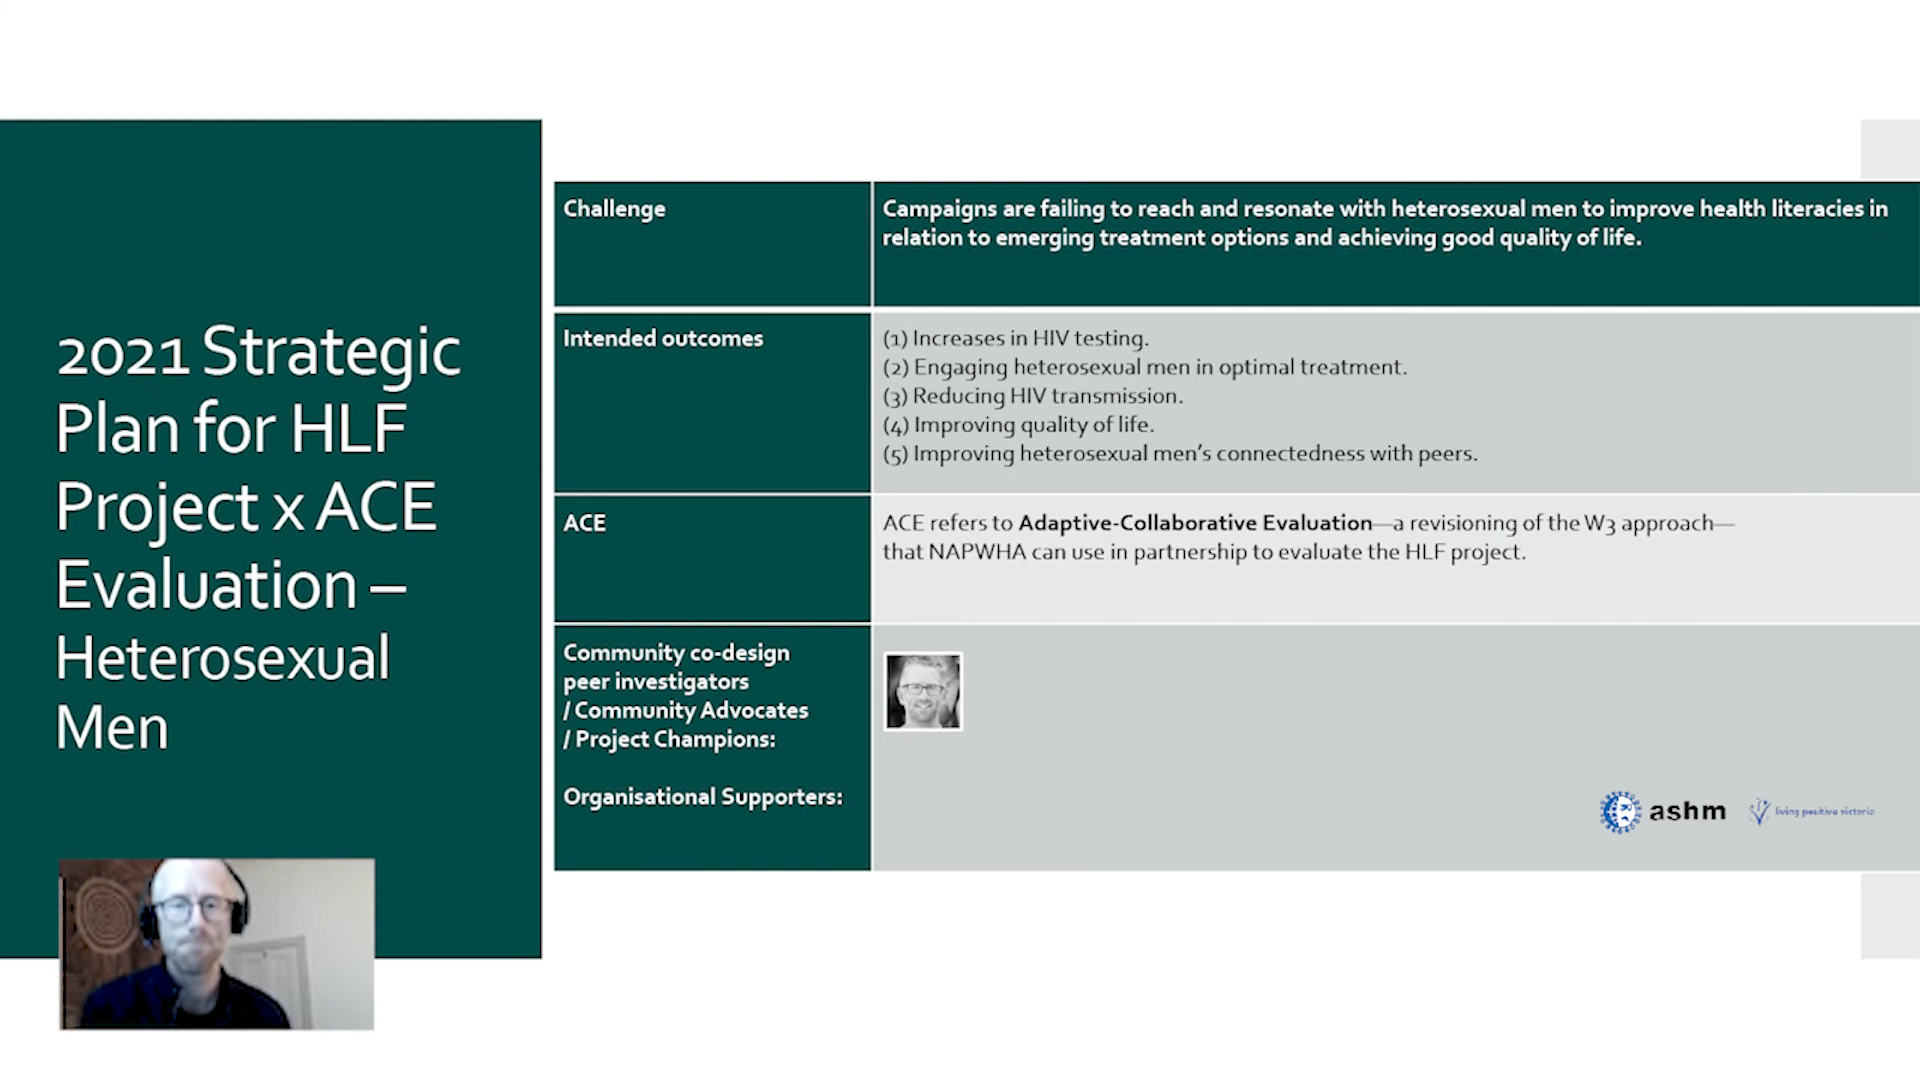 2021 Strategic
Plan for HLF
Project x ACE
Evaluation –
Heterosexual
Men
Challenge
Campaigns are failing to reach and resonate with heterosexual men to improve health literacies in
relation to emerging treatment options and achieving good quality of life.
Intended outcomes
(1) Increases in HIV testing.
(2) Engaging heterosexual men in optimal treatment.
(3) Reducing HIV transmission.
(4) Improving quality of life.
(5) Improving heterosexual men’s connectedness with peers.
ACE
ACE refers to Adaptive-Collaborative Evaluation—a revisioning of the W3 approach—
that NAPWHA can use in partnership to evaluate the HLF project.
Community co-design
peer investigators
/ Community Advocates
/ Project Champions:
Organisational Supporters:
ashm
living positive victoria